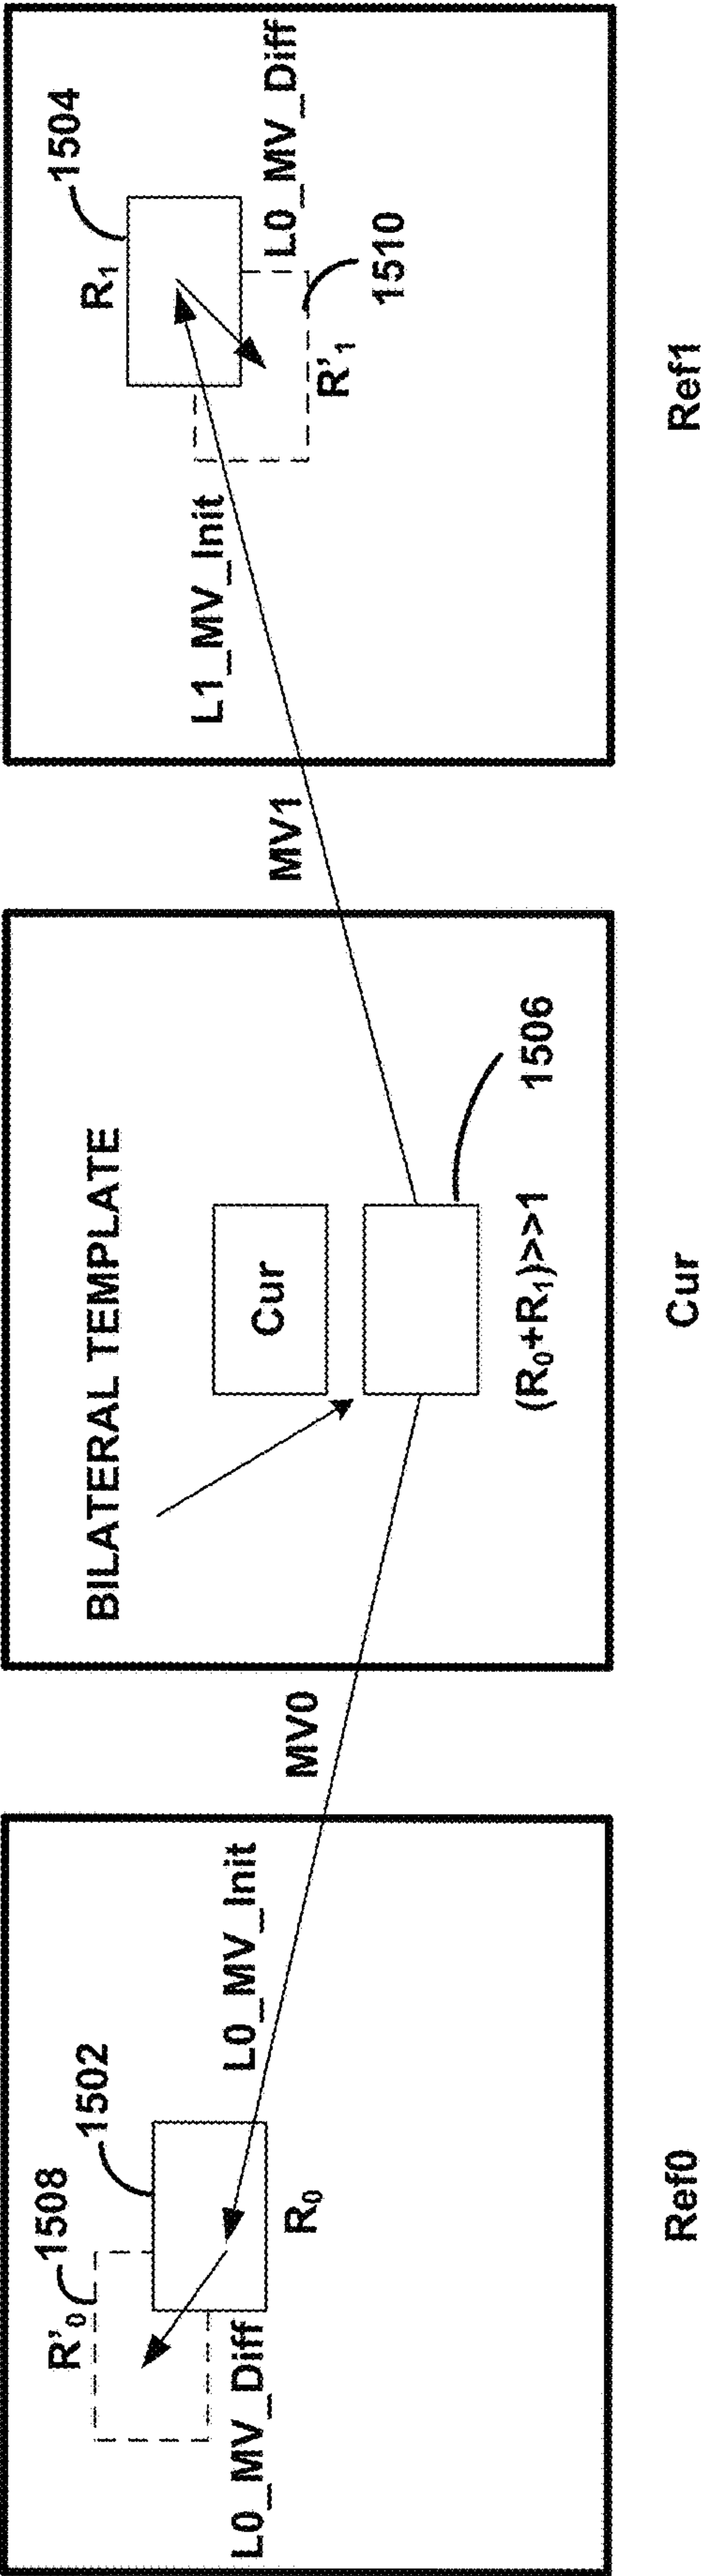 R'0
1508
1502
L0_MV_Init
R0
L0_MV_Diff
Ref0
MV0
BILATERAL TEMPLATE
Cur
1506
(R0+R1)>>1
Cur
MV1
L1_MV_Init
R1
1504
L0_MV_Diff
1510
R'1
Ref1